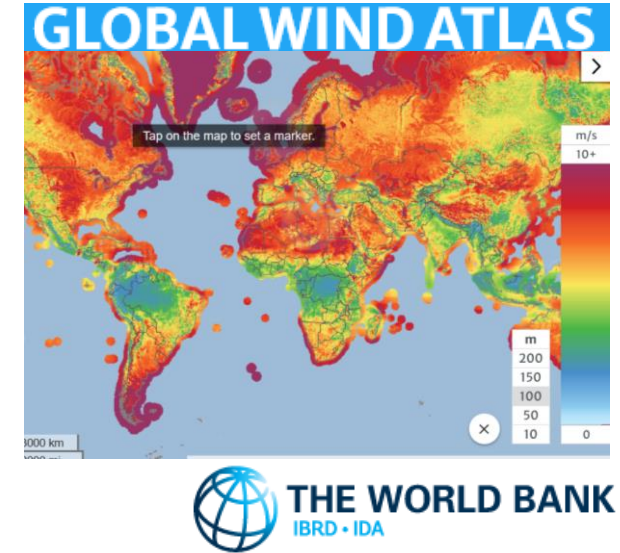 GLOBAL WIND ATLAS
Tap on the map to set a marker.
m/s
10+
m
200
150
100
50
10
0
000 km
THE WORLD BANK
IBRD • IDA